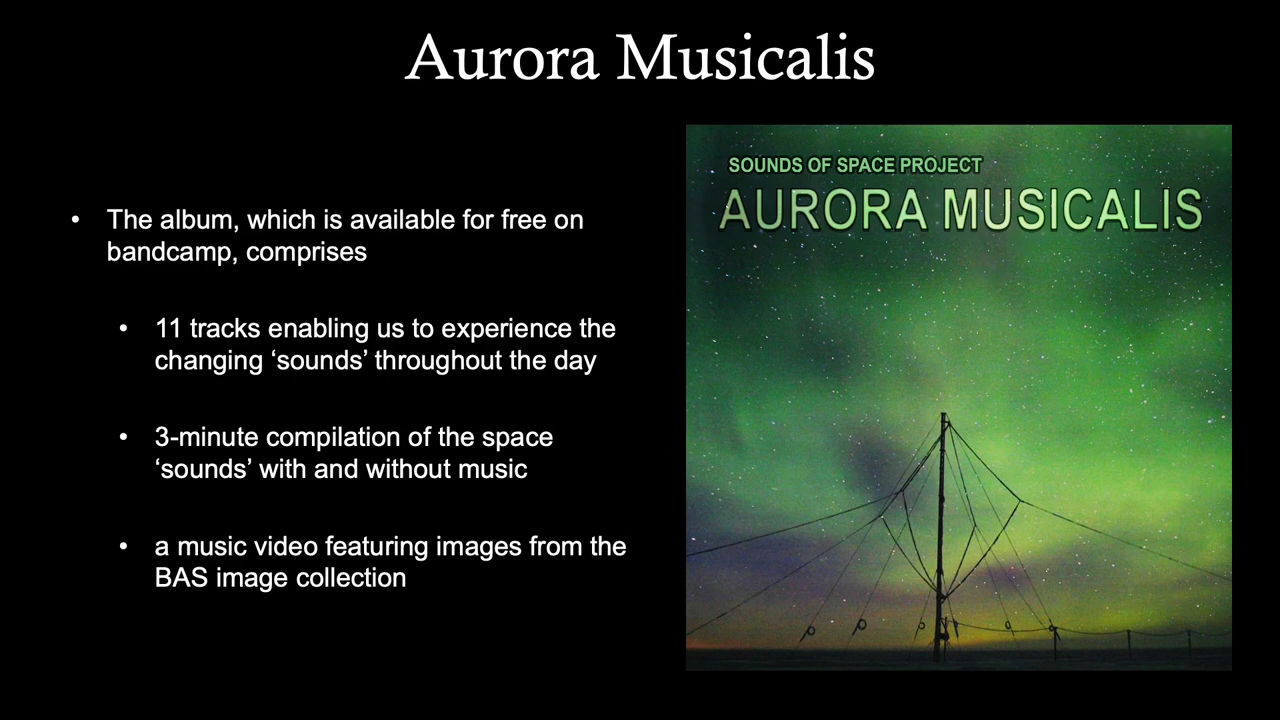 Aurora Musicalis
• The album, which is available for free on
bandcamp, comprises
• 11 tracks enabling us to experience the
changing ‘sounds’ throughout the day
• 3-minute compilation of the space
‘sounds’ with and without music
• a music video featuring images from the
BAS image collection
SOUNDS OF SPACE PROJECT
AURORA MUSICALIS